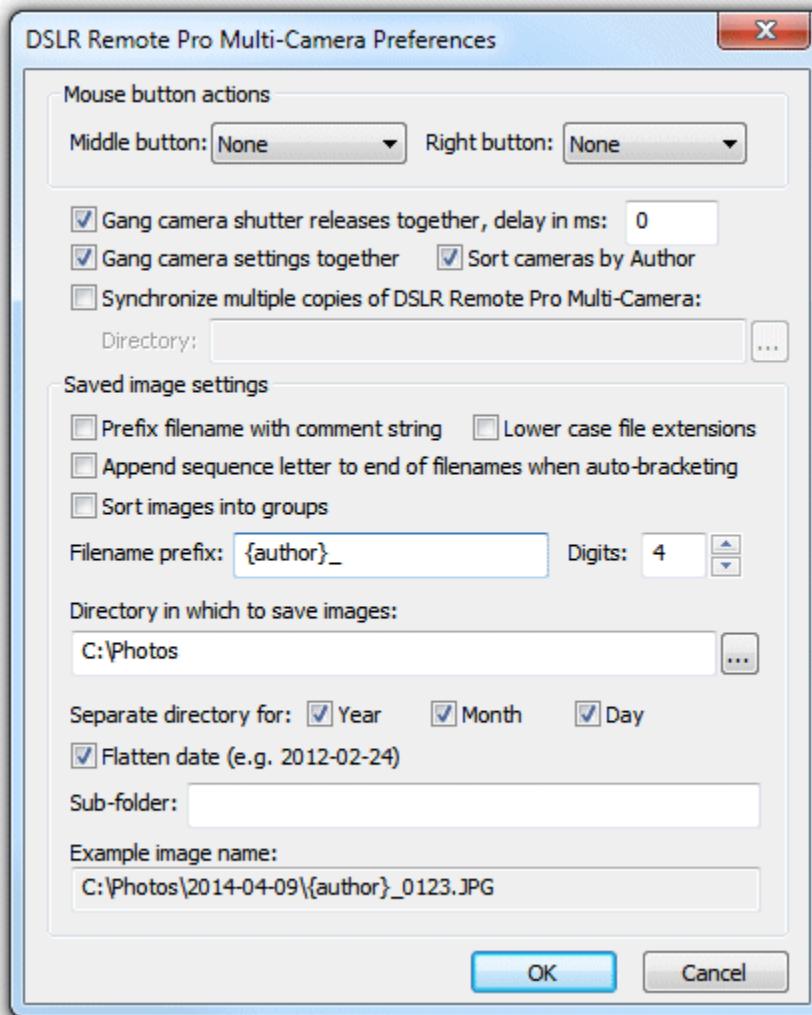 DSLR Remote Pro Multi-Camera Preferences
Mouse button actions
Middle button: None Right button: None
Gang camera shutter releases together, delay in ms: 0
Gang camera settings together Sort cameras by Author
Synchronize multiple copies of DSLR Remote Pro Multi-Camera:
Directory: ...
Saved image settings
Prefix filename with comment string Lower case file extensions
Append sequence letter to end of filenames when auto-bracketing
Sort images into groups
Filename prefix: {author}_ Digits: 4
Directory in which to save images:
C:\Photos ...
Separate directory for: Year Month Day
Flatten date (e.g. 2012-02-24)
Sub-folder:
Example image name:
C:\Photos\2014-04-09\{author}_0123.JPG
OK Cancel